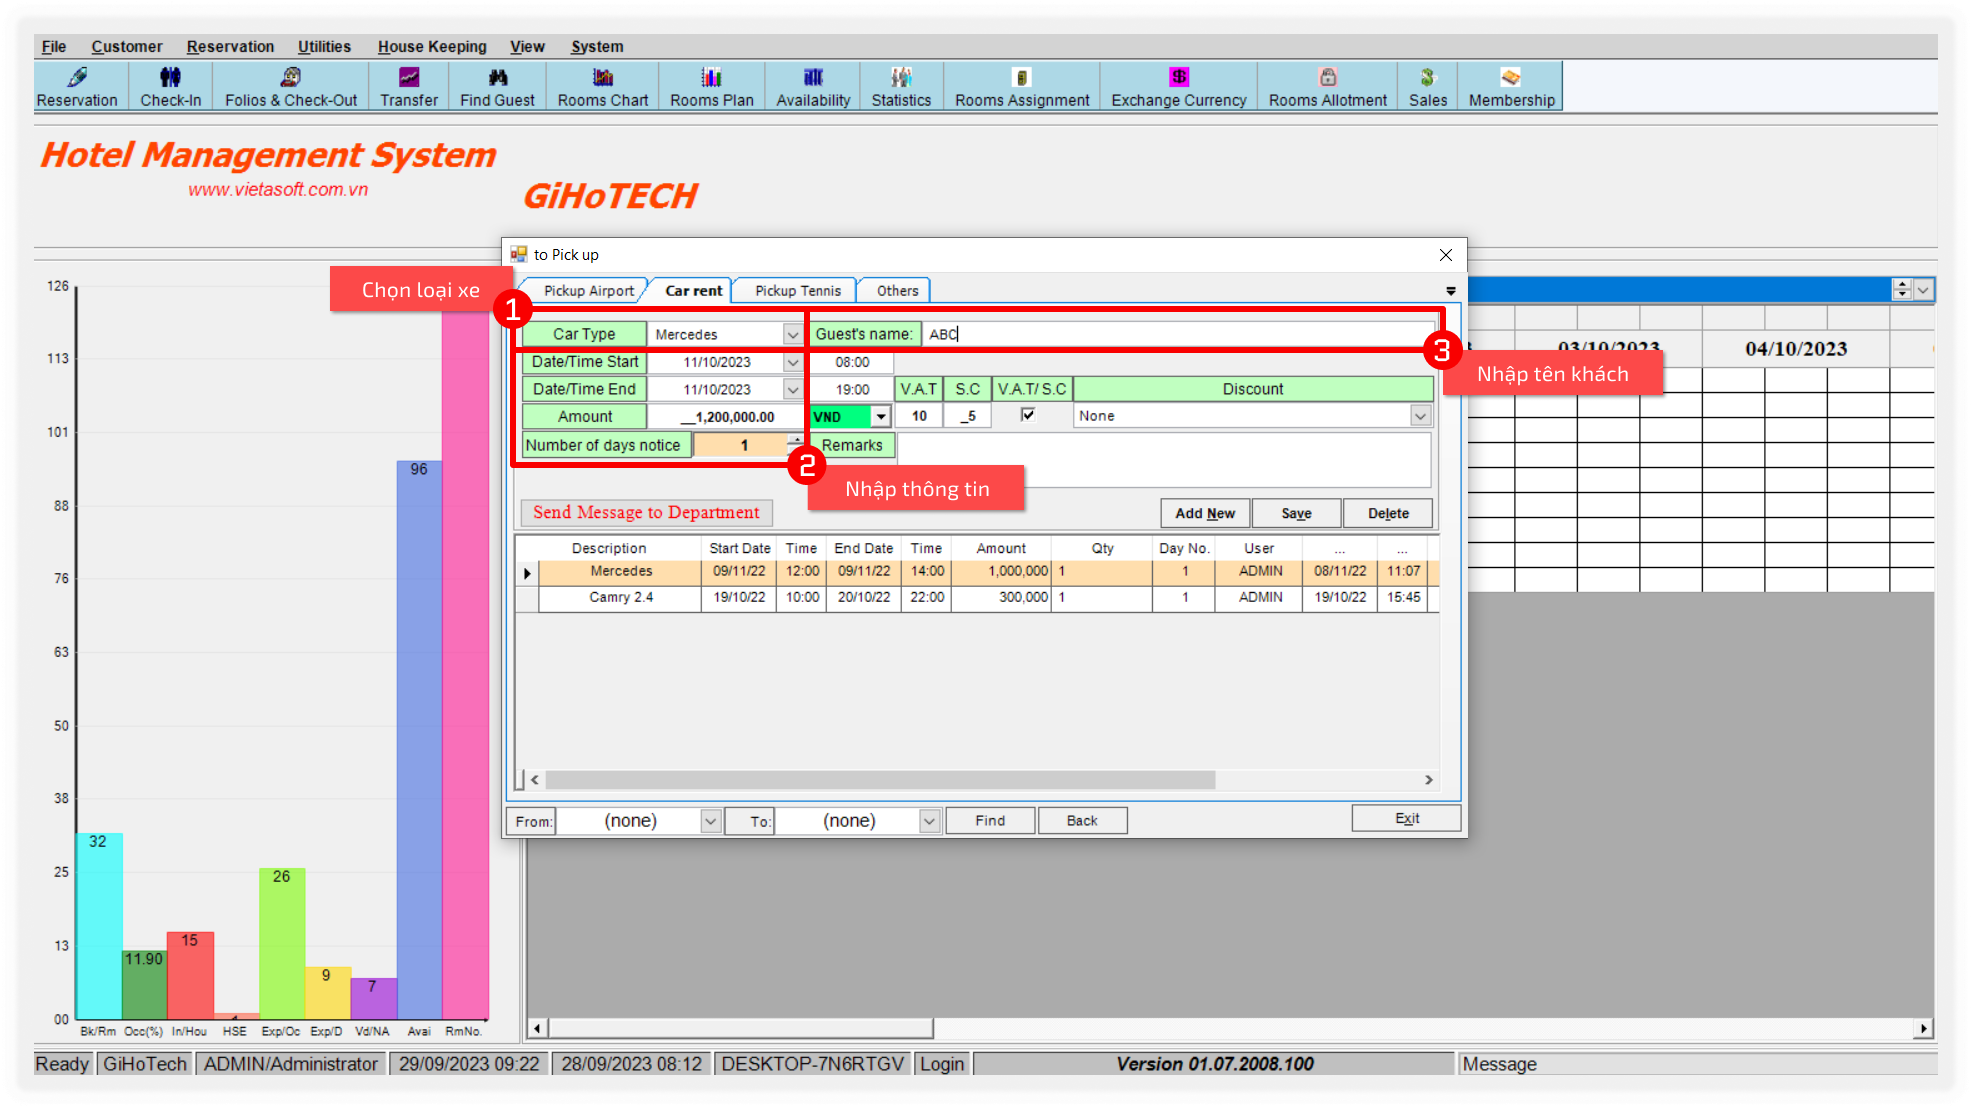 File Customer Reservation Utilities House Keeping View System
Reservation Check-In Folios & Check-Out Transfer Find Guest Rooms Chart Rooms Plan Availability Statistics Rooms Assignment Exchange Currency Rooms Allotment Sales Membership
Hotel Management System
www.vietasoft.com.vn
GiHoTECH
to Pick up
Chọn loại xe
Pickup Airport Car rent Pickup Tennis Others
1
Car Type Mercedes Guest's name: ABC
3
Nhập tên khách
Date/Time Start 11/10/2023 08:00
Date/Time End 11/10/2023 19:00 V.A.T S.C V.A.T/ S.C Discount
Amount __1,200,000.00 VND 10 _5 None
Number of days notice 1 Remarks
2
Nhập thông tin
Send Message to Department Add New Save Delete
Description Start Date Time End Date Time Amount Qty Day No. User ... ...
Mercedes 09/11/22 12:00 09/11/22 14:00 1,000,000 1 1 ADMIN 08/11/22 11:07
Camry 2.4 19/10/22 10:00 20/10/22 22:00 300,000 1 1 ADMIN 19/10/22 15:45
From: (none) To: (none) Find Back Exit
03/10/2023 04/10/2023
126
113
101
88
76
63
50
38
25
13
00
32 11.90 15 26 9 7 96
Bk/Rm Occ(%) In/Hou HSE Exp/Oc Exp/D Vd/NA Avai RmNo.
Ready GiHoTech ADMIN/Administrator 29/09/2023 09:22 28/09/2023 08:12 DESKTOP-7N6RTGV Login Version 01.07.2008.100 Message